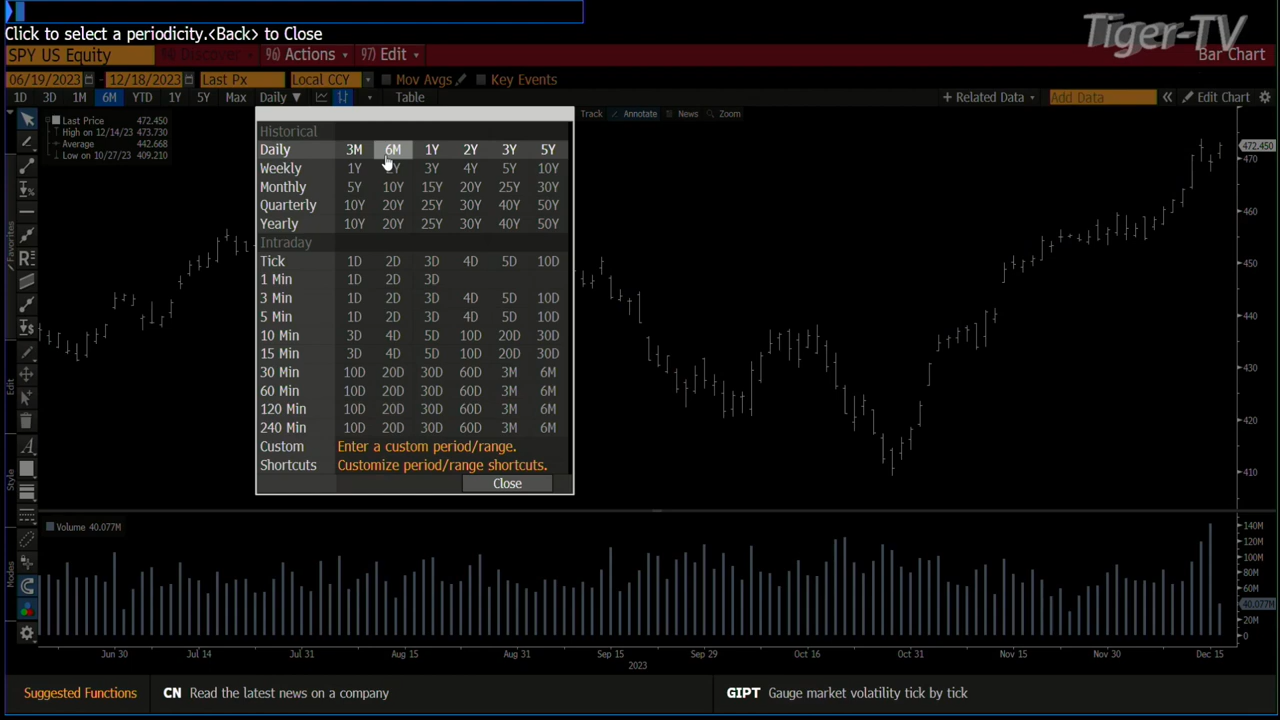 Click to select a periodicity.<Back> to Close
Tiger-TV
SPY US Equity
94) Discover
96) Actions
97) Edit
Bar Chart
06/19/2023 - 12/18/2023 Last Px Local CCY Mov Avgs Key Events
1D 3D 1M 6M YTD 1Y 5Y Max Daily ▼ Table + Related Data Add Data « Edit Chart
Track Annotate News Zoom
Last Price 472.450
High on 12/14/23 473.730
Average 442.668
Low on 10/27/23 409.210
Historical
Daily 3M 6M 1Y 2Y 3Y 5Y
Weekly 1Y 2Y 3Y 4Y 5Y 10Y
Monthly 5Y 10Y 15Y 20Y 25Y 30Y
Quarterly 10Y 20Y 25Y 30Y 40Y 50Y
Yearly 10Y 20Y 25Y 30Y 40Y 50Y
Intraday
Tick 1D 2D 3D 4D 5D 10D
1 Min 1D 2D 3D
3 Min 1D 2D 3D 4D 5D 10D
5 Min 1D 2D 3D 4D 5D 10D
10 Min 3D 4D 5D 10D 20D 30D
15 Min 3D 4D 5D 10D 20D 30D
30 Min 10D 20D 30D 60D 3M 6M
60 Min 10D 20D 30D 60D 3M 6M
120 Min 10D 20D 30D 60D 3M 6M
240 Min 10D 20D 30D 60D 3M 6M
Custom Enter a custom period/range.
Shortcuts Customize period/range shortcuts.
Close
472.450
470
460
450
440
430
420
410
Favorites
Edit
Style
Modes
Volume 40.077M
140M
120M
100M
80M
60M
40.077M
20M
0
Jun 30 Jul 14 Jul 31 Aug 15 Aug 31 Sep 15 Sep 29 Oct 16 Oct 31 Nov 15 Nov 30 Dec 15
2023
Suggested Functions CN Read the latest news on a company GIPT Gauge market volatility tick by tick